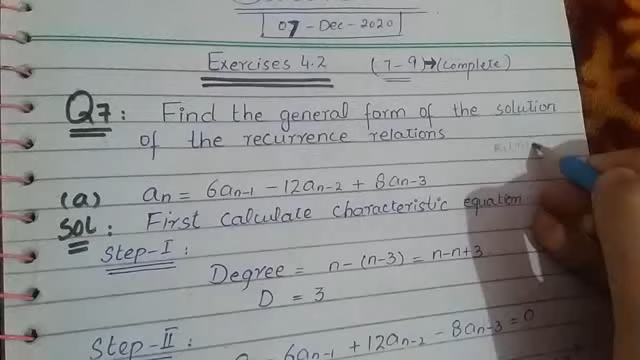 07-Dec-2020
Exercises 4.2 (7-9)→(Complete)
Q7: Find the general form of the solution
of the recurrence relations
(a) an = 6an-1 - 12an-2 + 8an-3
Sol: First calculate characteristic equation
Step-I:
Degree = n-(n-3) = n-n+3
D = 3
Step-II:
- 6an-1 + 12an-2 - 8an-3 = 0